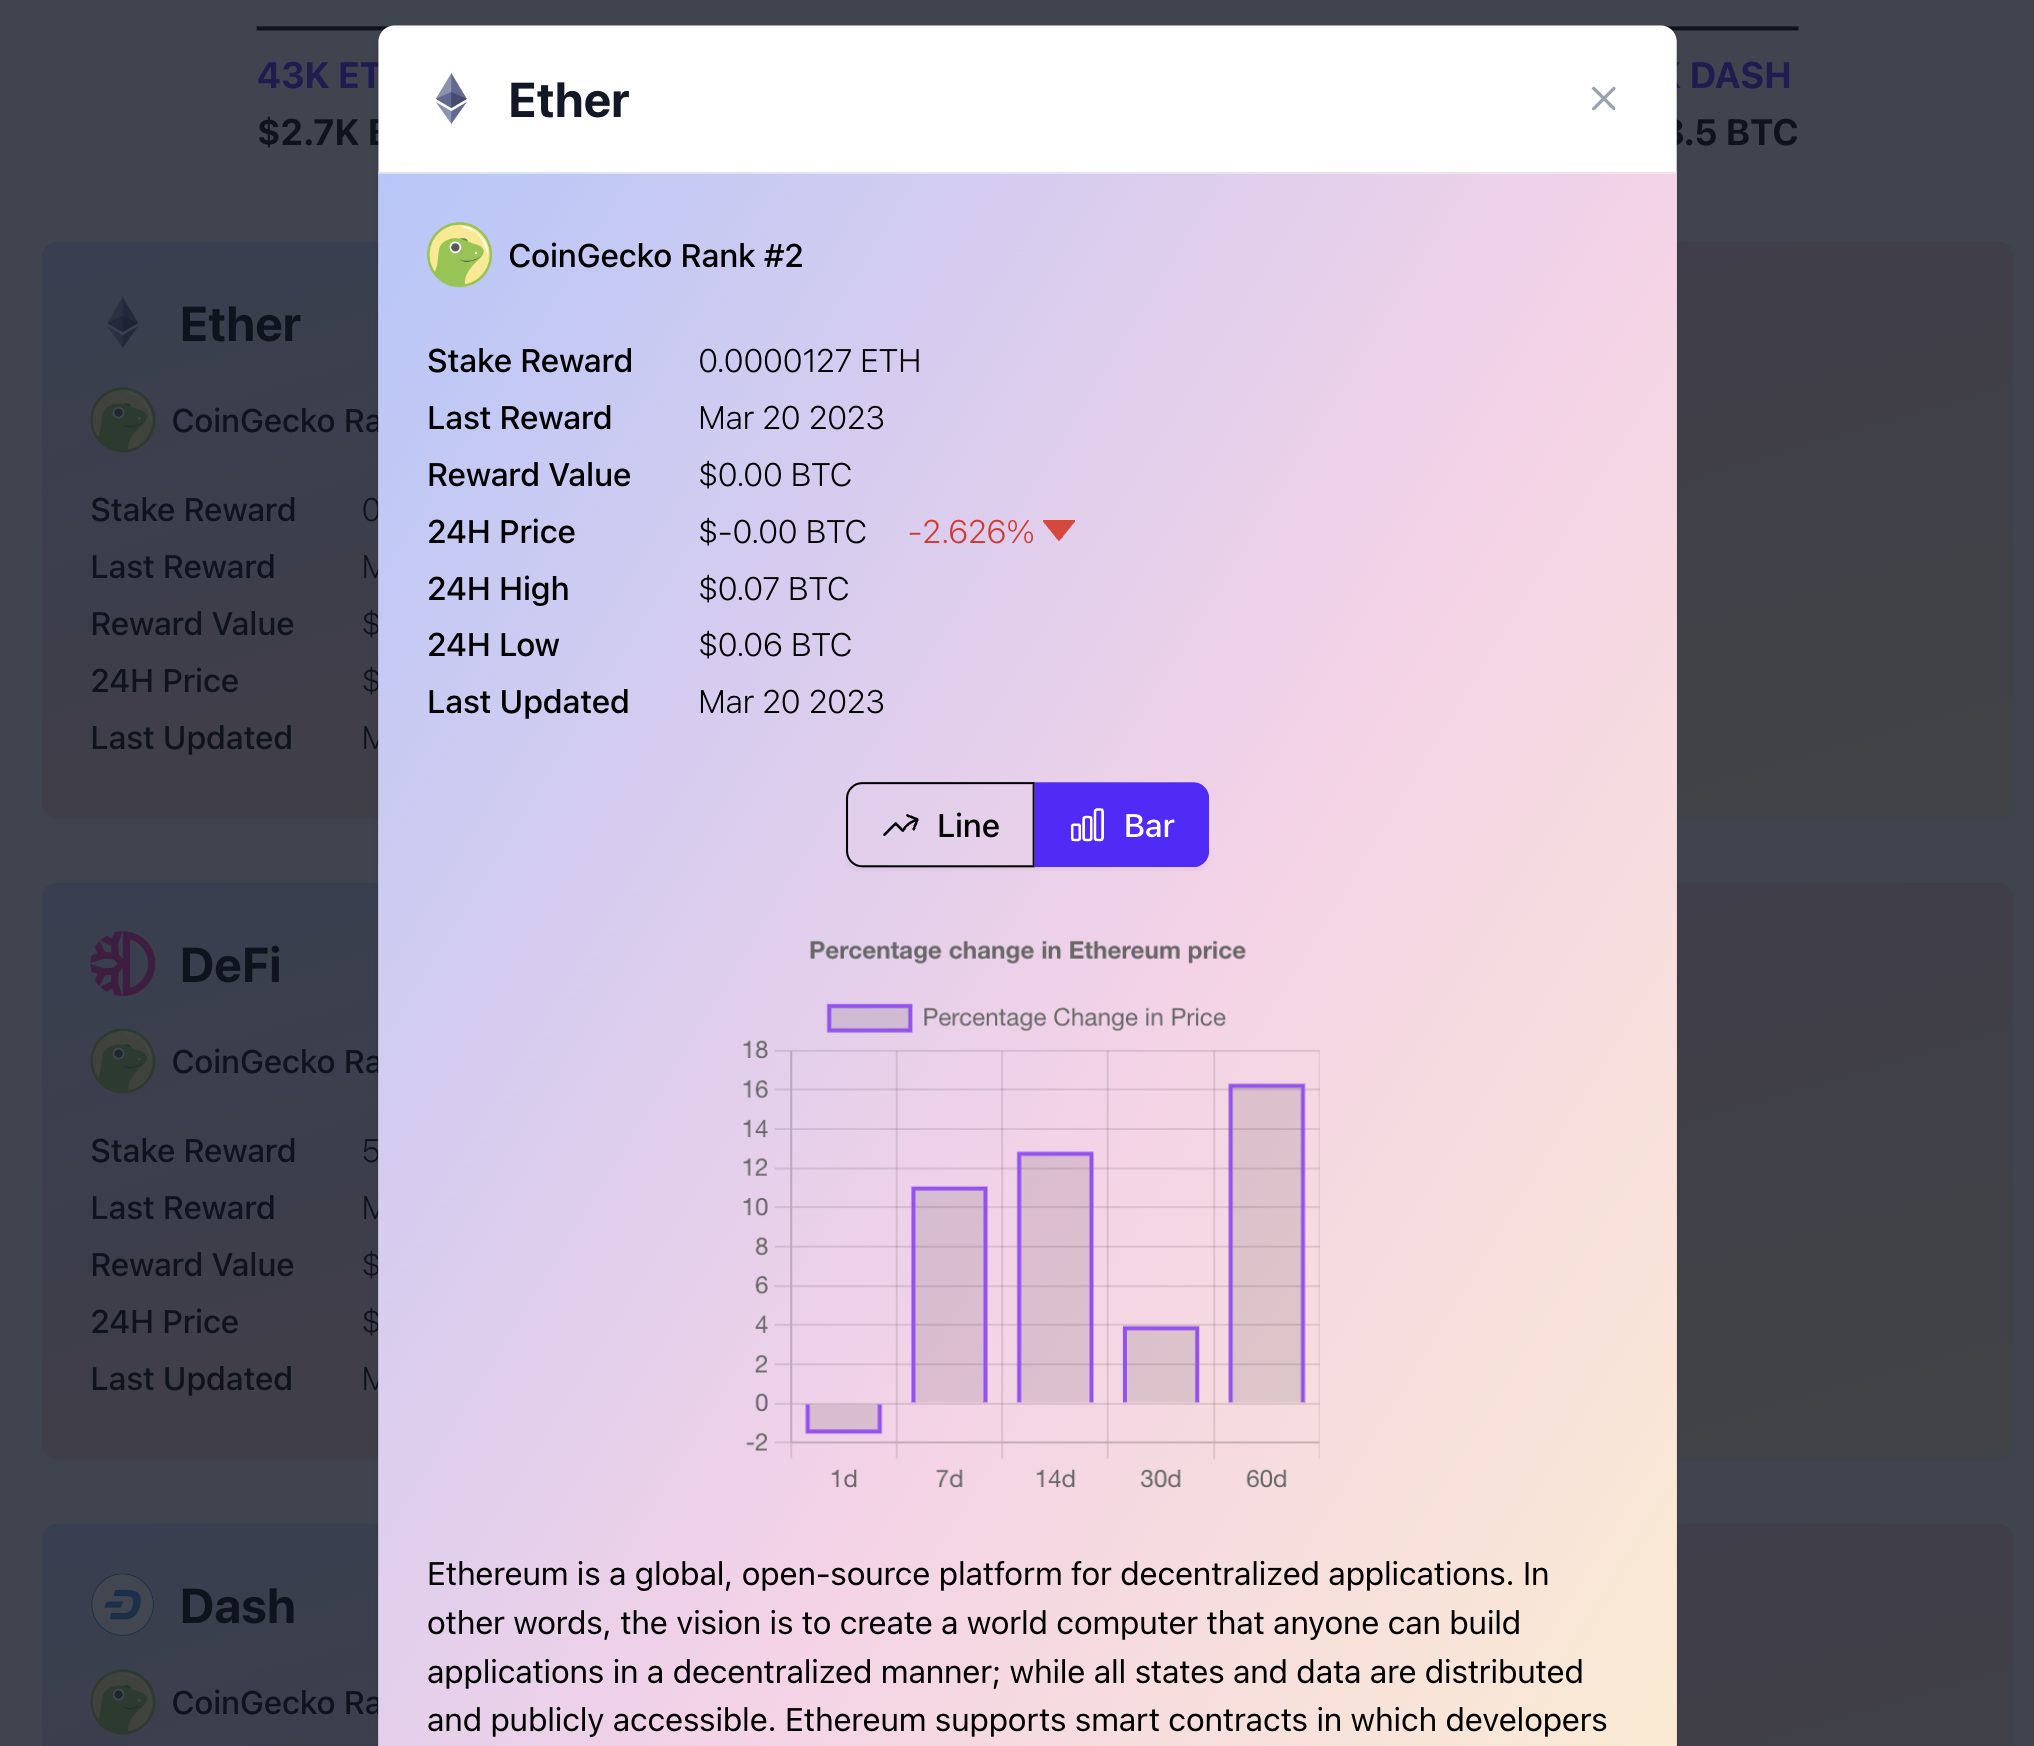 43K ET
$2.7K
DASH
.5 BTC
Ether
CoinGecko Rank #2
Stake Reward 0.0000127 ETH
Last Reward Mar 20 2023
Reward Value $0.00 BTC
24H Price $-0.00 BTC -2.626%
24H High $0.07 BTC
24H Low $0.06 BTC
Last Updated Mar 20 2023
Line Bar
Percentage change in Ethereum price
Percentage Change in Price
18
16
14
12
10
8
6
4
2
0
-2
1d 7d 14d 30d 60d
Ethereum is a global, open-source platform for decentralized applications. In
other words, the vision is to create a world computer that anyone can build
applications in a decentralized manner; while all states and data are distributed
and publicly accessible. Ethereum supports smart contracts in which developers
Ether
CoinGecko Ra
Stake Reward 0
Last Reward M
Reward Value $
24H Price $
Last Updated M
DeFi
CoinGecko Ra
Stake Reward 5
Last Reward M
Reward Value $
24H Price $
Last Updated M
Dash
CoinGecko Ra